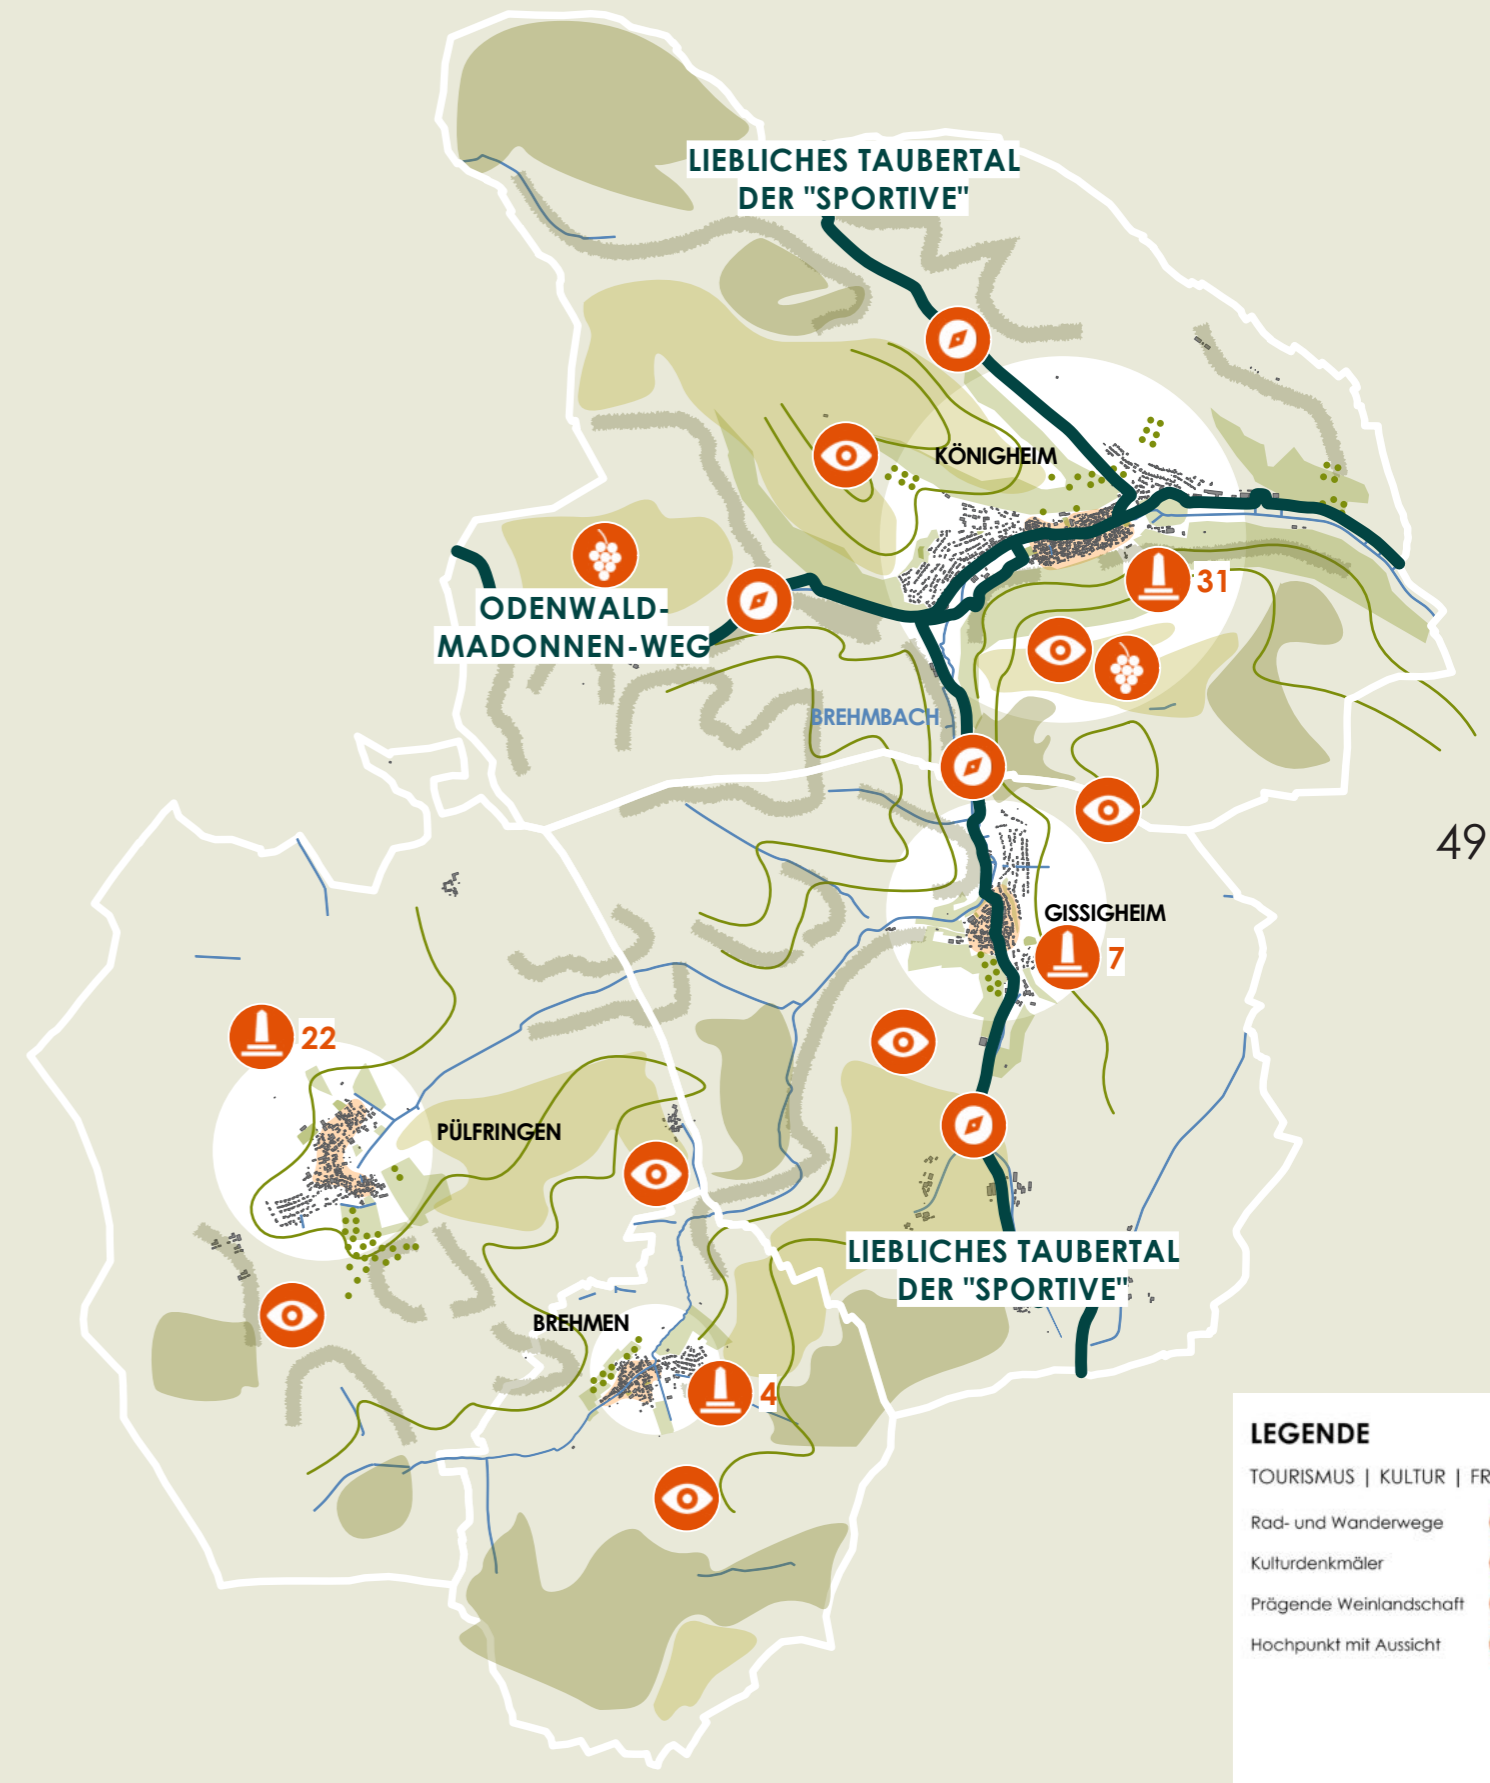 LIEBLICHES TAUBERTAL
DER "SPORTIVE"
KÖNIGHEIM
31
ODENWALD-
MADONNEN-WEG
BREHMBACH
49
GISSIGHEIM
7
22
PÜLFRINGEN
LIEBLICHES TAUBERTAL
DER "SPORTIVE"
BREHMEN
4
LEGENDE
TOURISMUS | KULTUR | FR
Rad- und Wanderwege
Kulturdenkmäler
Prägende Weinlandschaft
Hochpunkt mit Aussicht